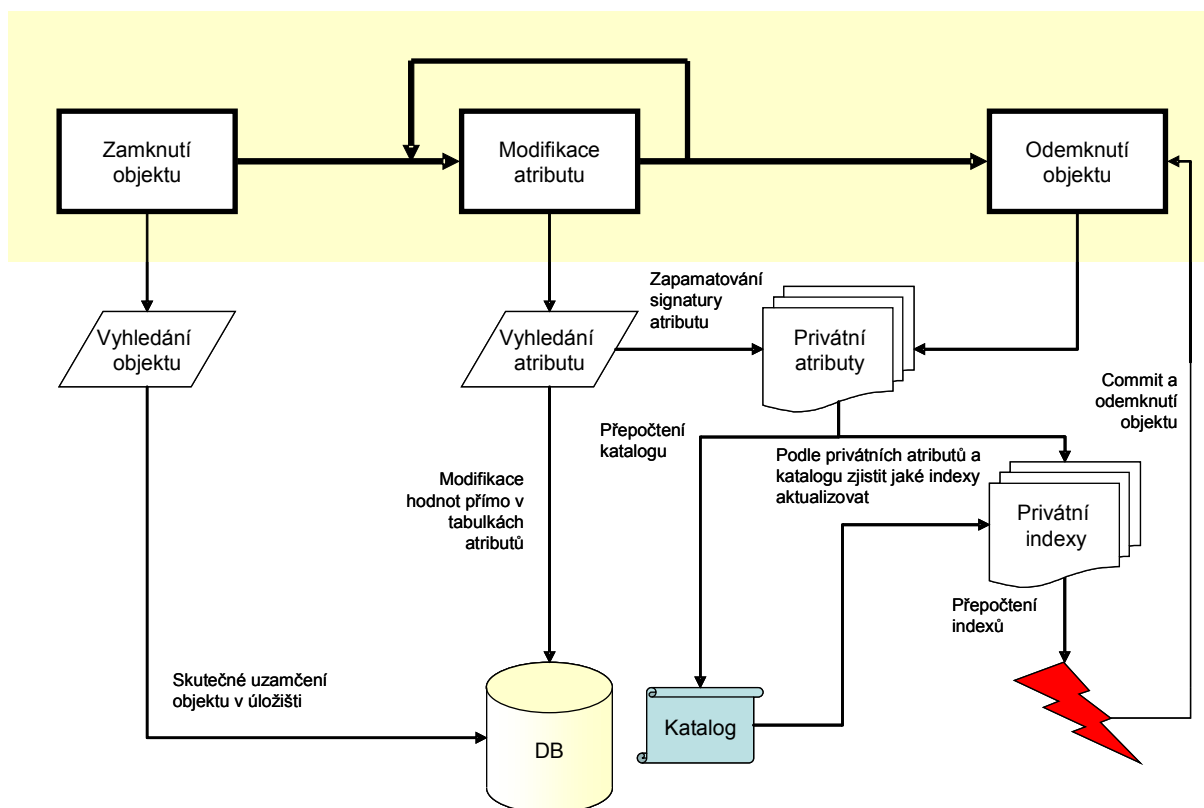 Zamknutí
objektu
Modifikace
atributu
Odemknutí
objektu
Vyhledání
objektu
Vyhledání
atributu
Zapamatování
signatury
atributu
Privátní
atributy
Commit a
odemknutí
objektu
Přepočtení
katalogu
Podle privátních atributů a
katalogu zjistit jaké indexy
aktualizovat
Modifikace
hodnot přímo v
tabulkách
atributů
Privátní
indexy
Přepočtení
indexů
Skutečné uzamčení
objektu v úložišti
DB
Katalog